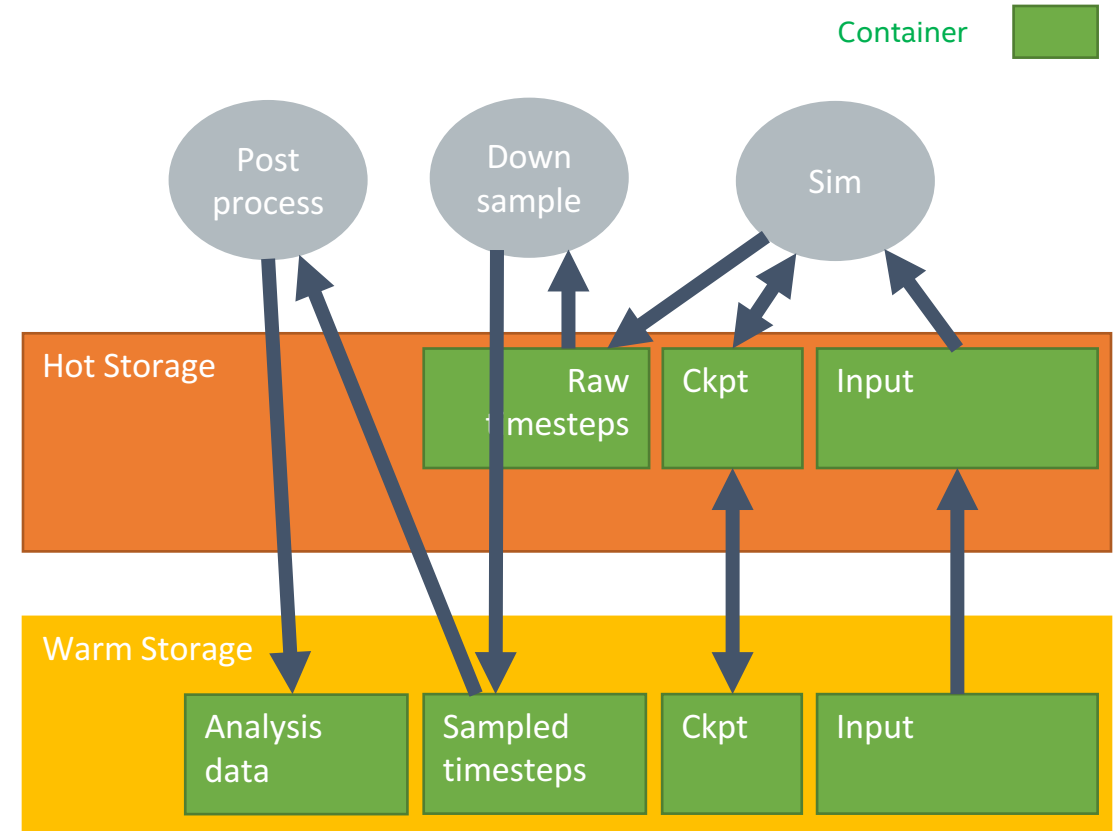 Container
Post
process
Down
sample
Sim
Hot Storage
Raw
timesteps
Ckpt
Input
Warm Storage
Analysis
data
Sampled
timesteps
Ckpt
Input